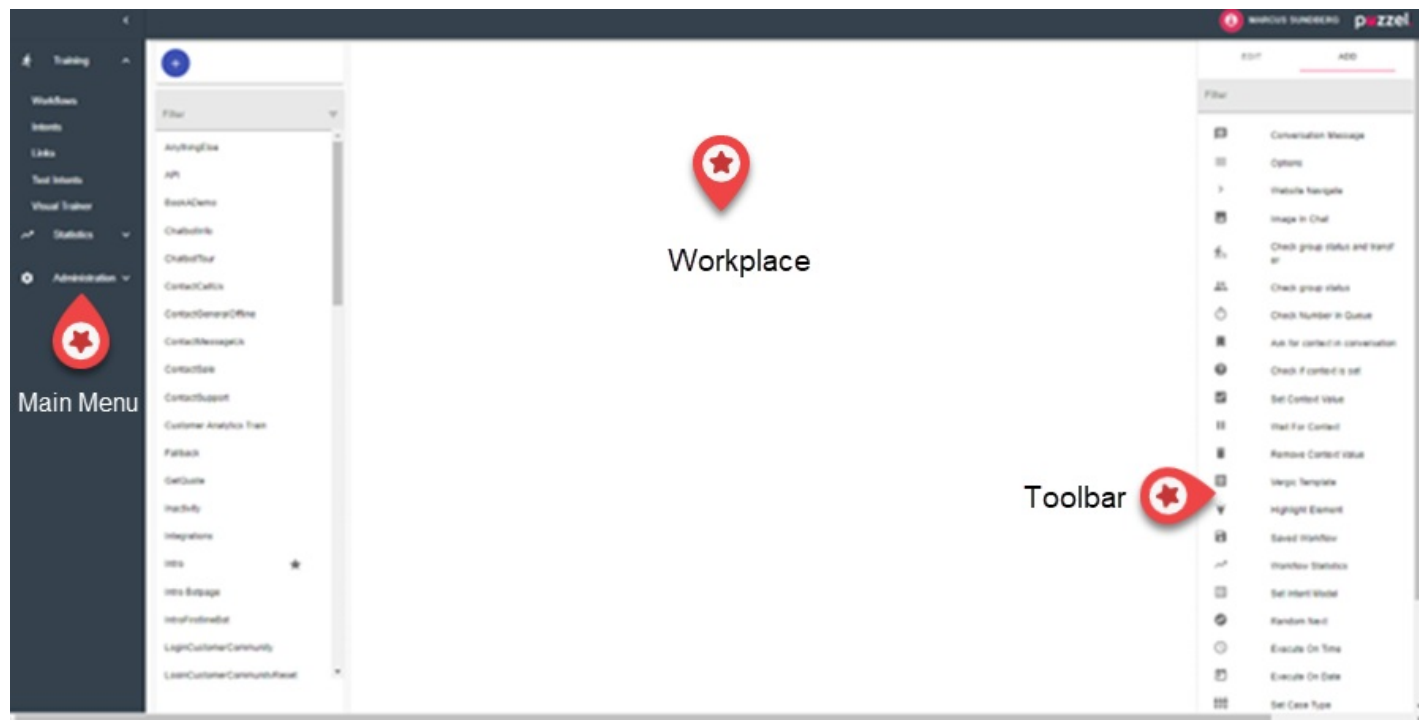 MARCUS SUNDBERG
puzzel
Training
Workflows
Intents
Links
Test Intents
Visual Trainer
Statistics
Administration
Main Menu
Filter
AnythingElse
API
BookADemo
ChatbotInfo
ChatbotTour
ContactCallUs
ContactGeneralOffline
ContactMessageUs
ContactSale
ContactSupport
Customer Analytics Train
Fallback
GetQuote
Inactivity
Integrations
Intro
Intro Botpage
IntroFirstlineBot
LoginCustomerCommunity
LoginCustomerCommunityReset
Workplace
Toolbar
EDIT
ADD
Filter
Conversation Message
Options
Website Navigate
Image In Chat
Check group status and transf
er
Check group status
Check Number In Queue
Ask for context in conversation
Check if context is set
Set Context Value
Wait For Context
Remove Context Value
Vergic Template
Highlight Element
Saved Workflow
Workflow Statistics
Set Intent Model
Random Next
Execute On Time
Execute On Date
Set Case Type